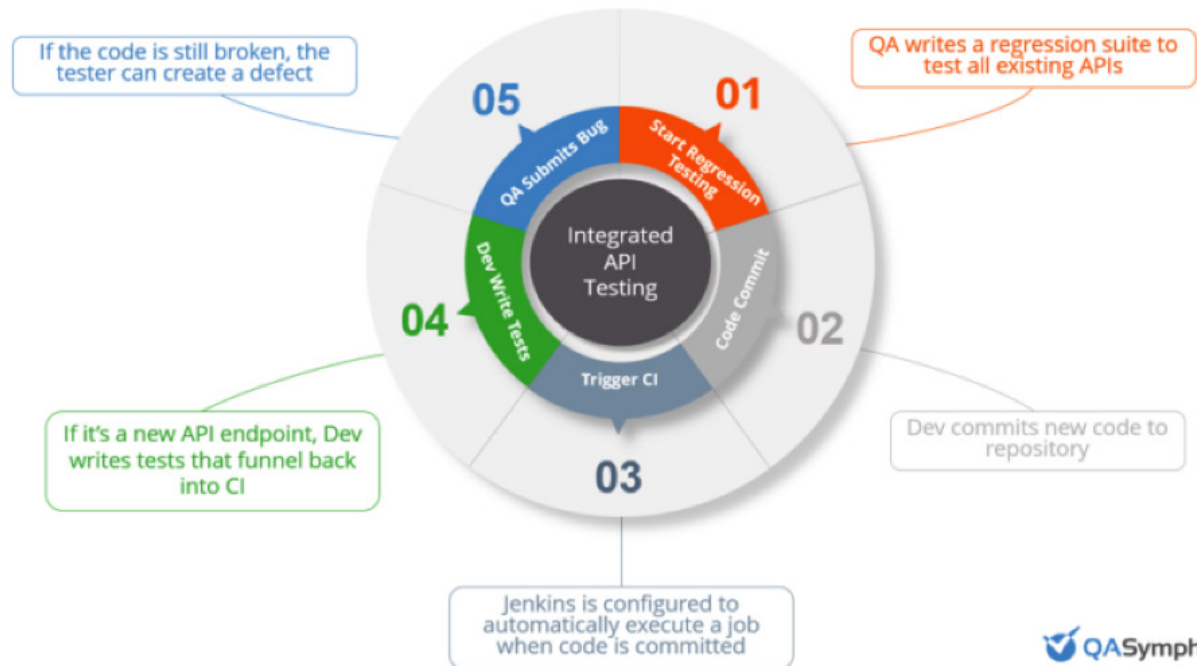 If the code is still broken, the
tester can create a defect
QA writes a regression suite to
test all existing APIs
05
01
QA Submits Bug
Start Regression
Testing
Integrated
API
Testing
Dev Write Tests
Code Commit
04
02
Trigger CI
If it's a new API endpoint, Dev
writes tests that funnel back
into CI
Dev commits new code to
repository
03
Jenkins is configured to
automatically execute a job
when code is committed
QASymph